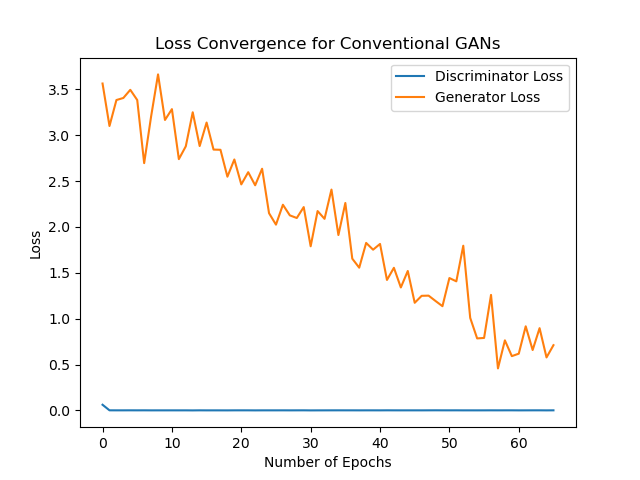 Loss Convergence for Conventional GANs
Discriminator Loss
Generator Loss
Loss
3.5
3.0
2.5
2.0
1.5
1.0
0.5
0.0
0 10 20 30 40 50 60
Number of Epochs